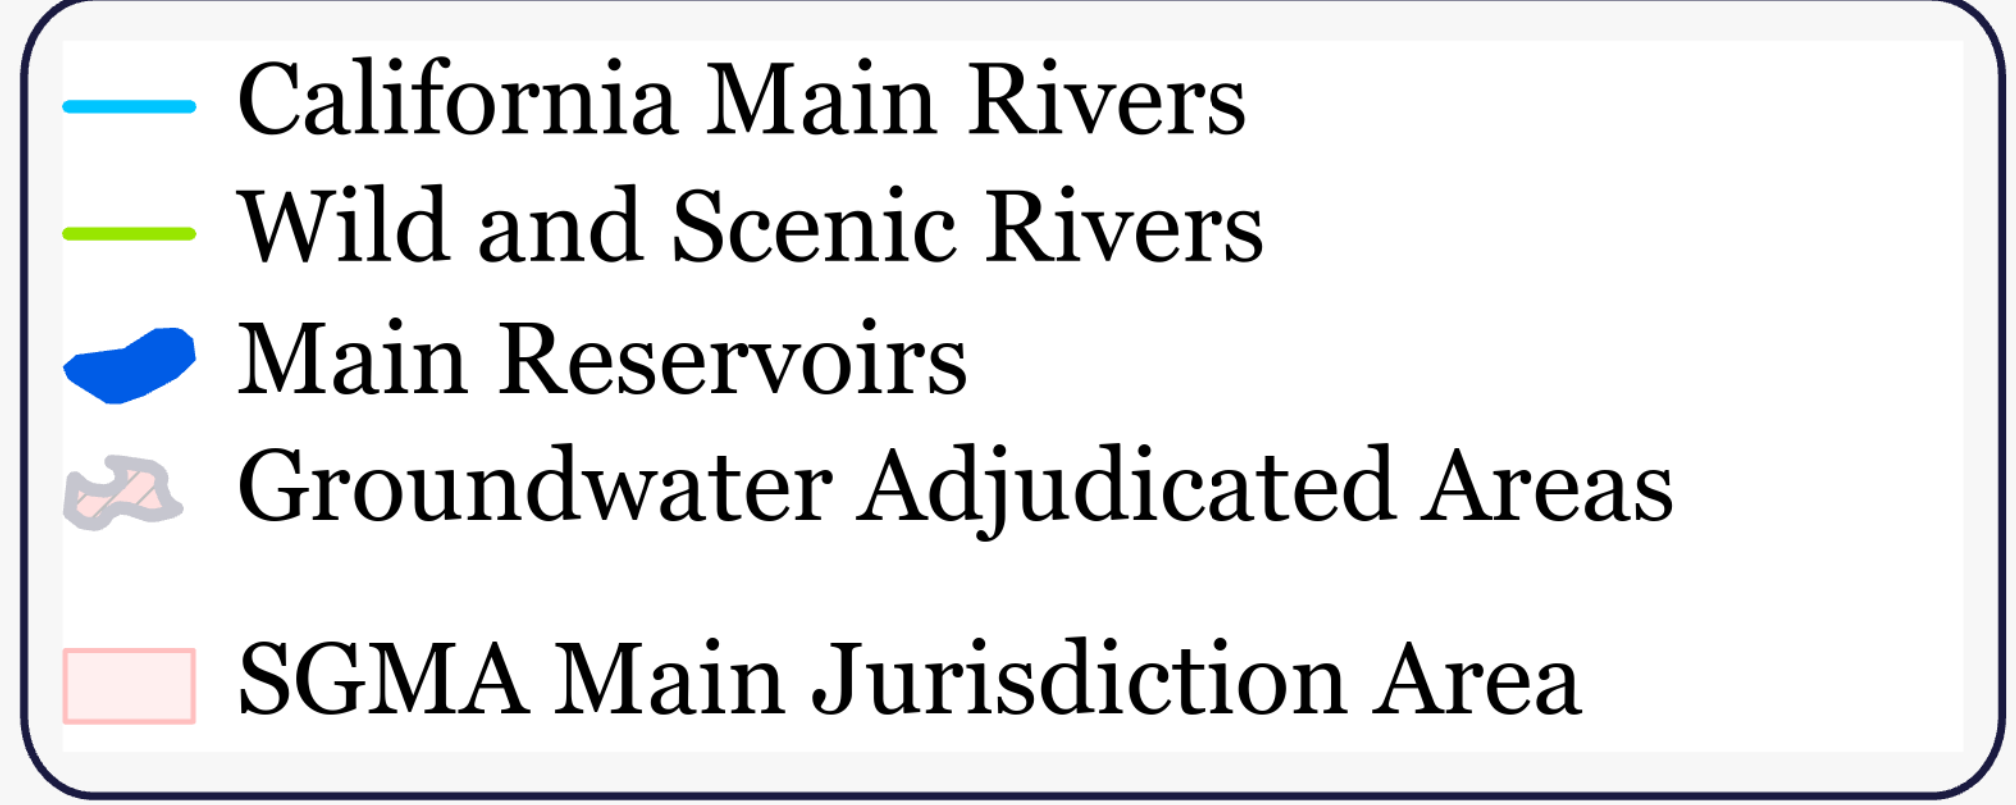 California Main Rivers
Wild and Scenic Rivers
Main Reservoirs
Groundwater Adjudicated Areas
SGMA Main Jurisdiction Area